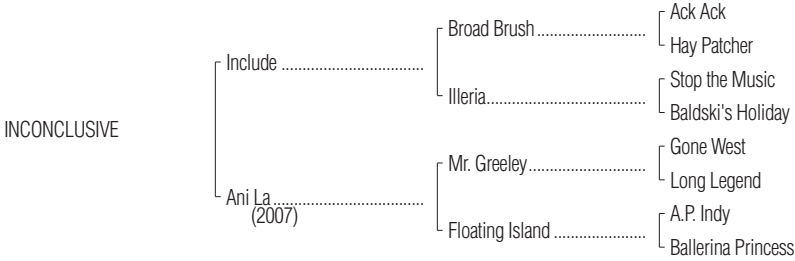 Ack Ack
Broad Brush ..........................
Hay Patcher
Include ..................................
Stop the Music
Illeria......................................
Baldski's Holiday
INCONCLUSIVE
Gone West
Mr. Greeley............................
Long Legend
Ani La ....................................
(2007)
A.P. Indy
Floating Island ......................
Ballerina Princess